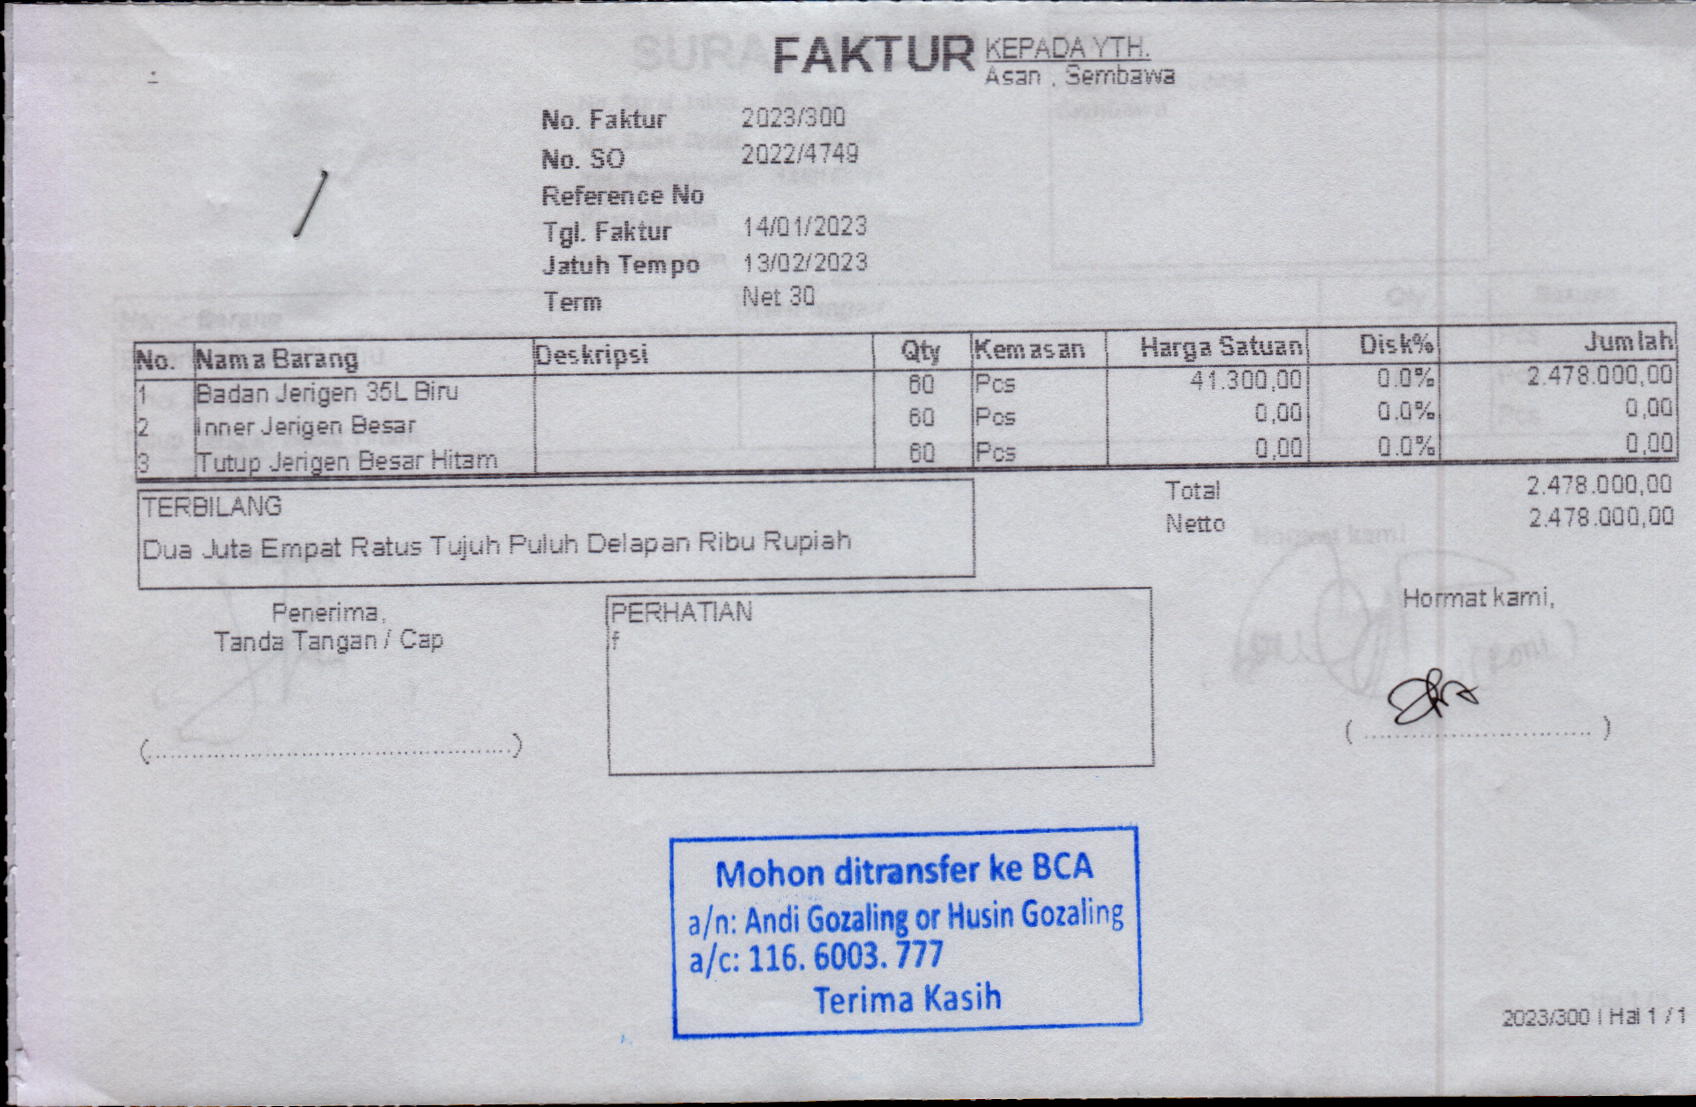 FAKTUR
KEPADA YTH.
Asan , Sembawa
No. Faktur 2023/300
No. SO 2022/4749
Reference No
Tgl. Faktur 14/01/2023
Jatuh Tempo 13/02/2023
Term Net 30
No. Nama Barang Deskripsi Qty Kemasan Harga Satuan Disk% Jumlah
1 Badan Jerigen 35L Biru 60 Pcs 41.300,00 0.0% 2.478.000,00
2 Inner Jerigen Besar 60 Pcs 0,00 0.0% 0,00
3 Tutup Jerigen Besar Hitam 60 Pcs 0,00 0.0% 0,00
Total 2.478.000,00
Netto 2.478.000,00
TERBILANG
Dua Juta Empat Ratus Tujuh Puluh Delapan Ribu Rupiah
Penerima,
Tanda Tangan / Cap
(............................................)
PERHATIAN
f
Hormat kami,
( ............................ )
Mohon ditransfer ke BCA
a/n: Andi Gozaling or Husin Gozaling
a/c: 116. 6003. 777
Terima Kasih
2023/300 | Hal 1 / 1